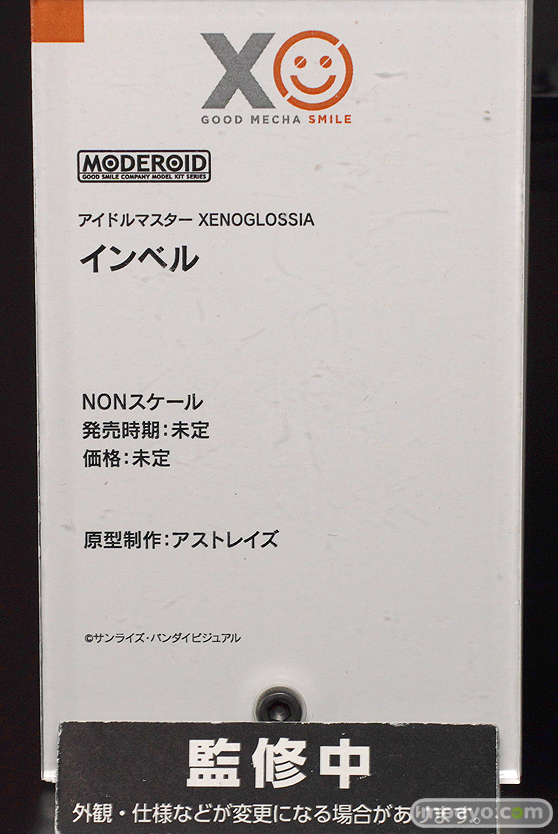 XO
GOOD MECHA SMILE
MODEROID
GOOD SMILE COMPANY MODEL KIT SERIES
アイドルマスター XENOGLOSSIA
インベル
NONスケール
発売時期：未定
価格：未定
原型制作：アストレイズ
©サンライズ・バンダイビジュアル
監修中
外観・仕様などが変更になる場合があります。
inopyo.com